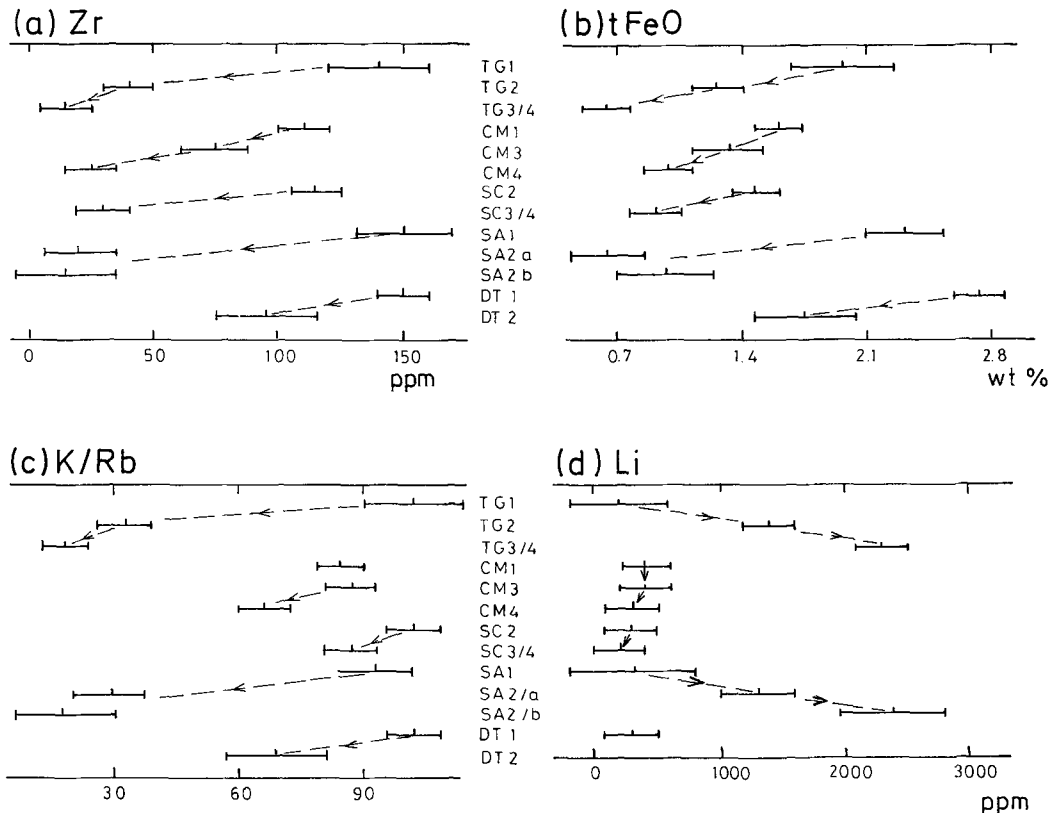 (a) Zr
(b) tFeO
TG1
TG2
TG3/4
CM1
CM3
CM4
SC2
SC3/4
SA1
SA2a
SA2b
DT1
DT2
0 50 100 150
ppm
0.7 1.4 2.1 2.8
wt %
(c) K/Rb
(d) Li
TG1
TG2
TG3/4
CM1
CM3
CM4
SC2
SC3/4
SA1
SA2/a
SA2/b
DT1
DT2
30 60 90
0 1000 2000 3000
ppm